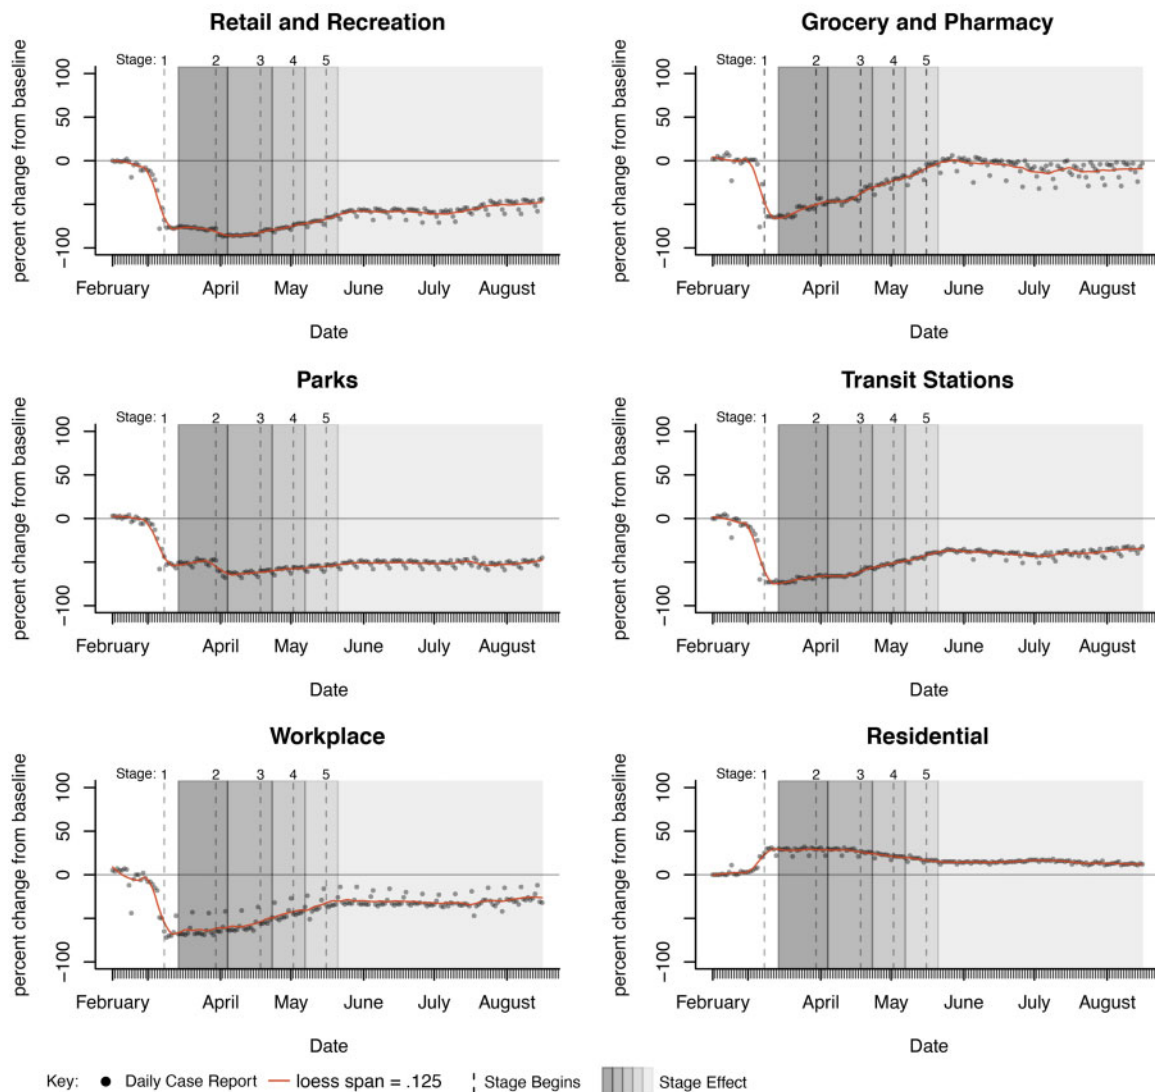 Retail and Recreation
Stage: 1 2 3 4 5
percent change from baseline
100
50
0
−100
February April May June July August
Date
Grocery and Pharmacy
Stage: 1 2 3 4 5
percent change from baseline
100
50
0
−100
February April May June July August
Date
Parks
Stage: 1 2 3 4 5
percent change from baseline
100
50
0
−100
February April May June July August
Date
Transit Stations
Stage: 1 2 3 4 5
percent change from baseline
100
50
0
−100
February April May June July August
Date
Workplace
Stage: 1 2 3 4 5
percent change from baseline
100
50
0
−100
February April May June July August
Date
Residential
Stage: 1 2 3 4 5
percent change from baseline
100
50
0
−100
February April May June July August
Date
Key: Daily Case Report loess span = .125 Stage Begins Stage Effect